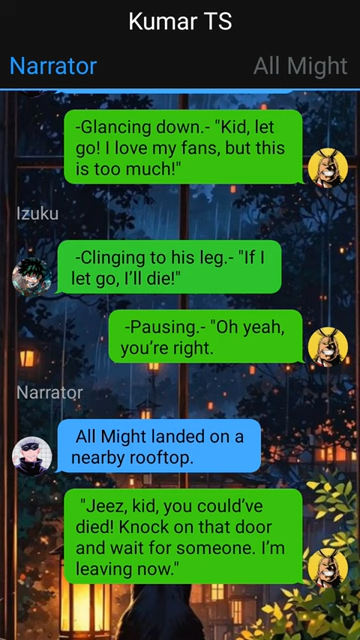 Kumar TS
Narrator
All Might
-Glancing down.- "Kid, let
go! I love my fans, but this
is too much!"
Izuku
-Clinging to his leg.- "If I
let go, I'll die!"
-Pausing.- "Oh yeah,
you're right.
Narrator
All Might landed on a
nearby rooftop.
"Jeez, kid, you could've
died! Knock on that door
and wait for someone. I'm
leaving now."